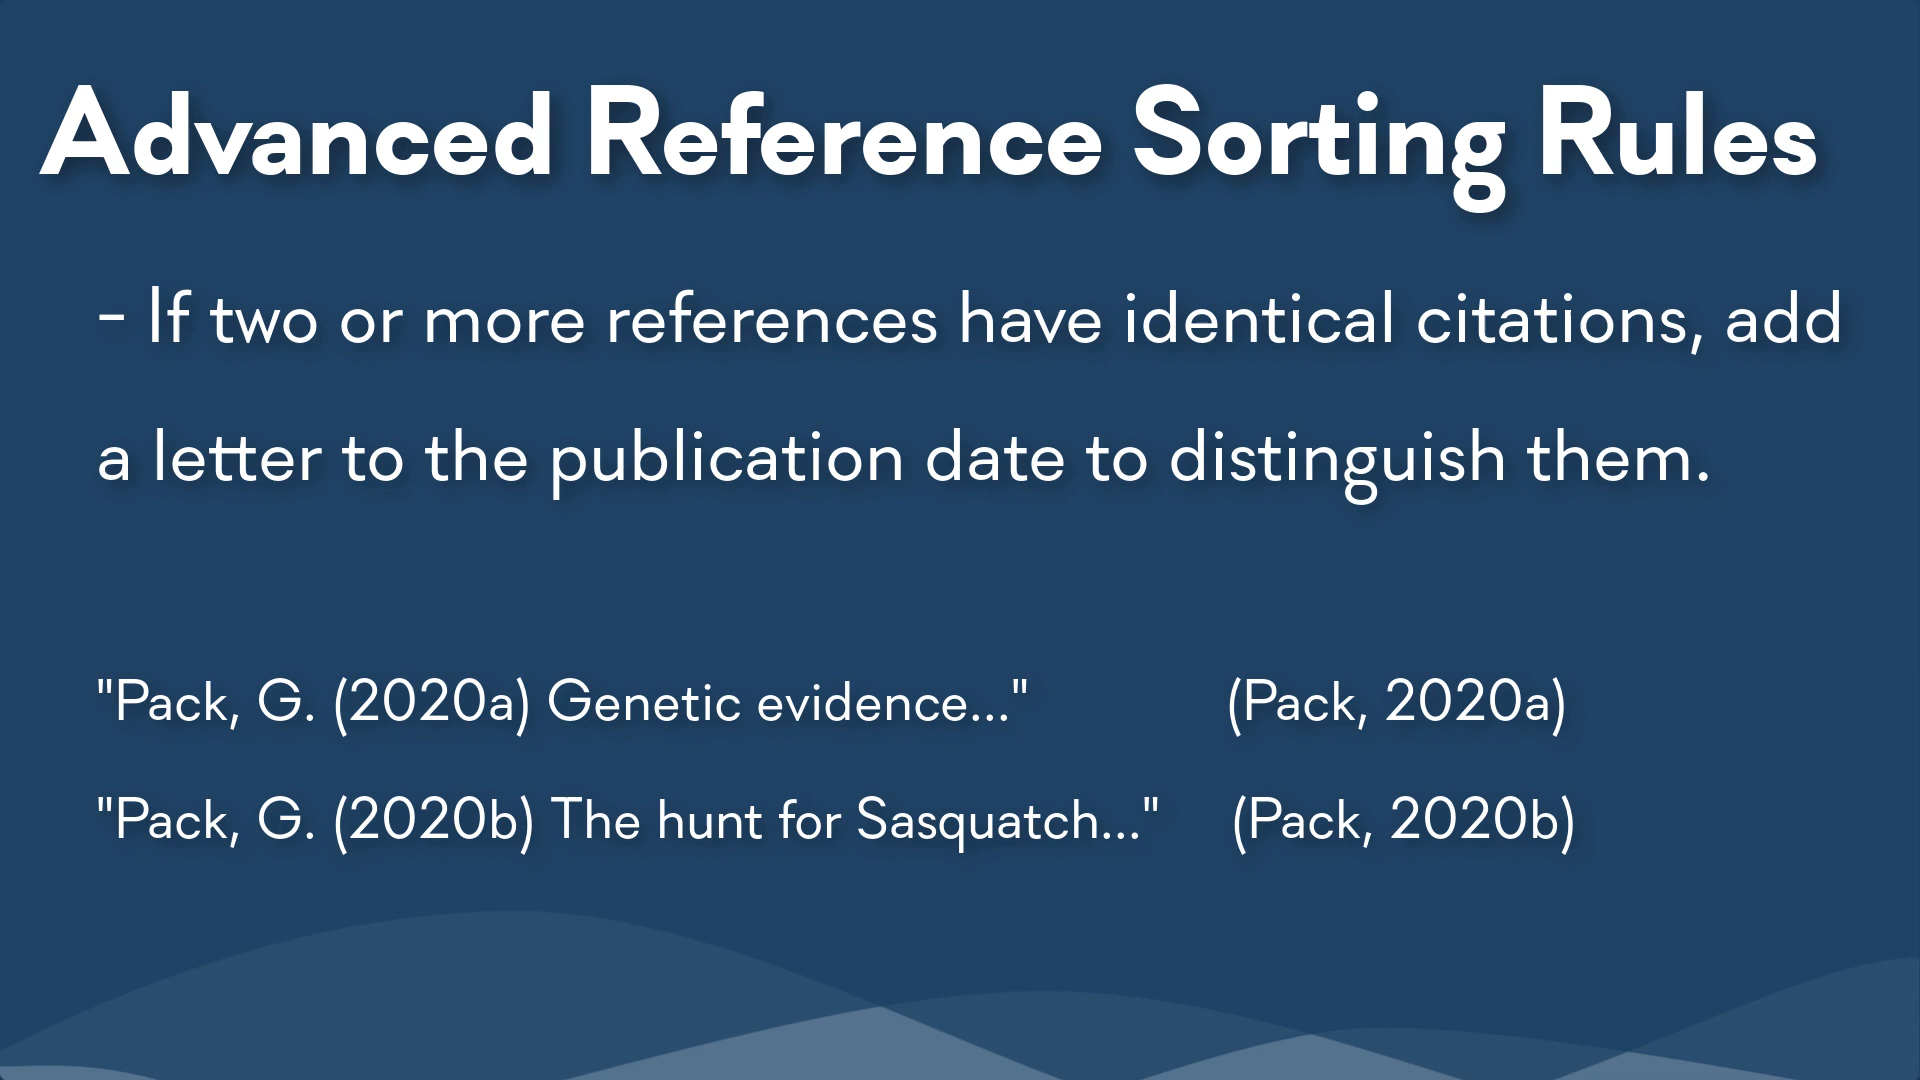 Advanced Reference Sorting Rules
- If two or more references have identical citations, add
a letter to the publication date to distinguish them.
"Pack, G. (2020a) Genetic evidence..." (Pack, 2020a)
"Pack, G. (2020b) The hunt for Sasquatch..." (Pack, 2020b)